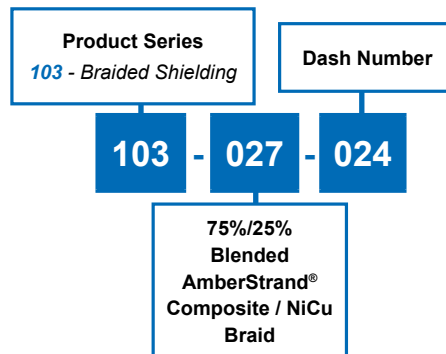 Product Series
103 - Braided Shielding
Dash Number
103 - 027 - 024
75%/25%
Blended
AmberStrand®
Composite / NiCu
Braid